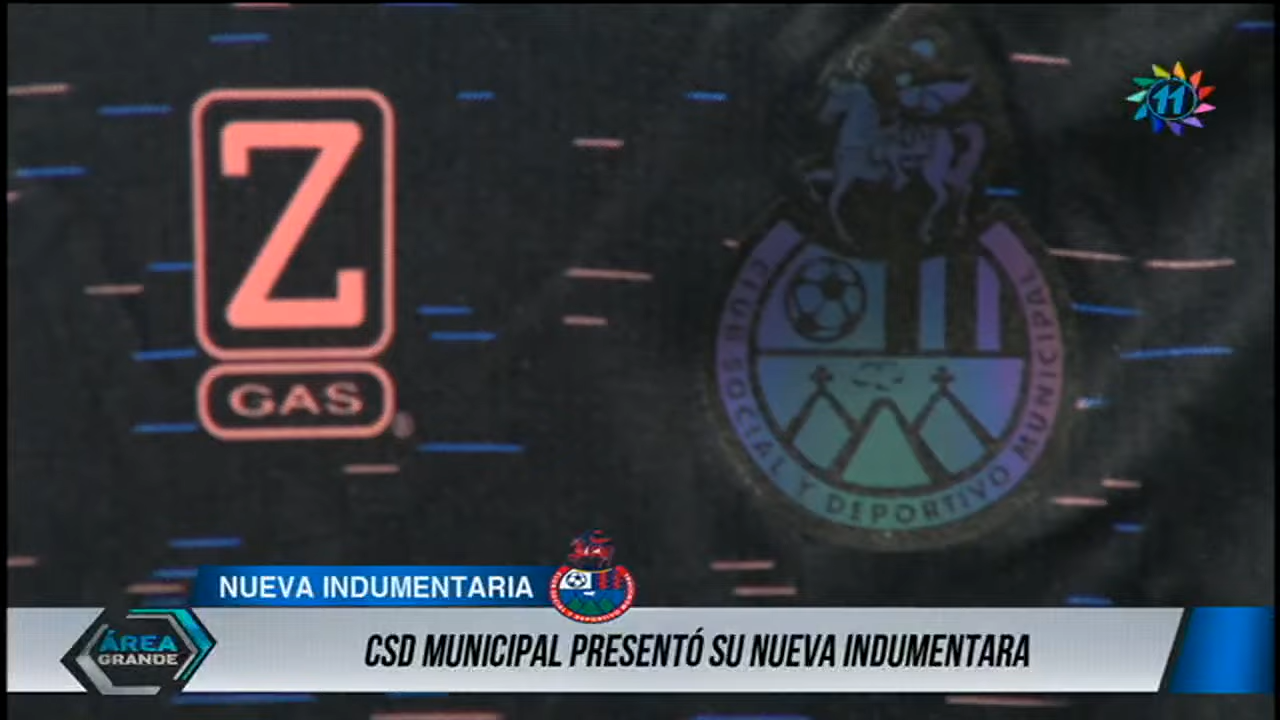 11
Z
GAS
CLUB SOCIAL Y DEPORTIVO MUNICIPAL
NUEVA INDUMENTARIA
ÁREA
GRANDE
CSD MUNICIPAL PRESENTÓ SU NUEVA INDUMENTARA